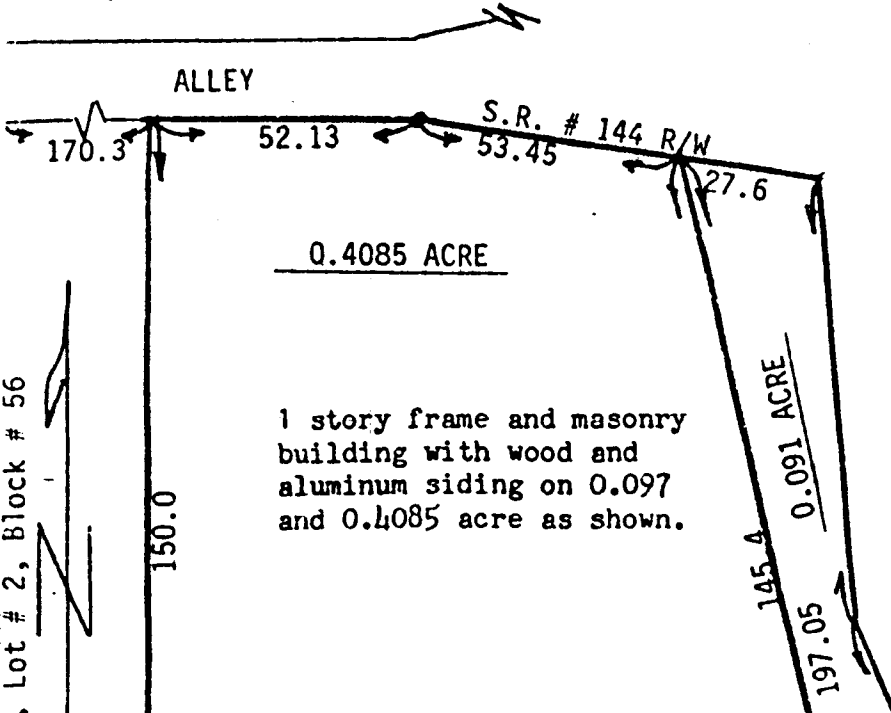 ALLEY
170.3
52.13
S.R. # 144 R/W
53.45
27.6
0.4085 ACRE
1 story frame and masonry
building with wood and
aluminum siding on 0.097
and 0.4085 acre as shown.
Lot # 2, Block # 56
N
150.0
145.4
0.091 ACRE
197.05